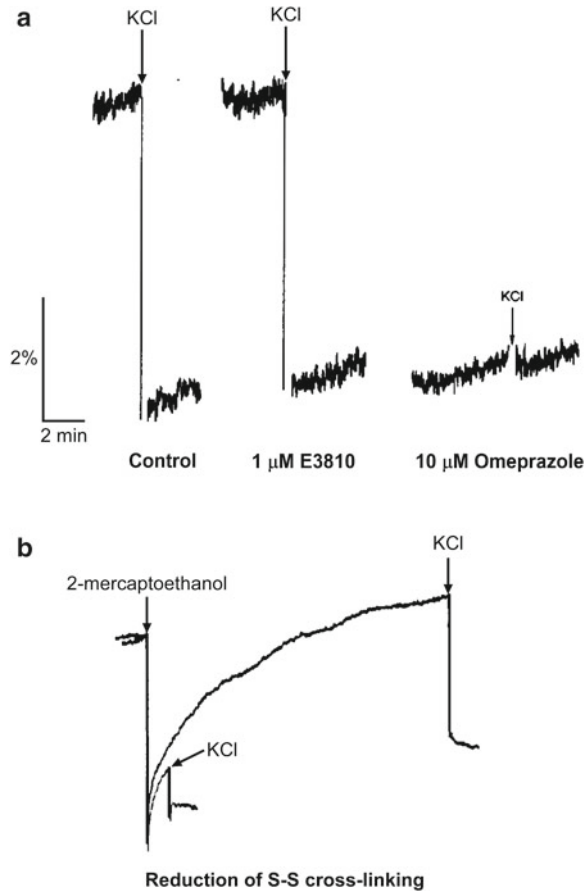 a
KCl
KCl
KCl
2%
2 min
Control
1 μM E3810
10 μM Omeprazole
b
KCl
2-mercaptoethanol
KCl
Reduction of S-S cross-linking